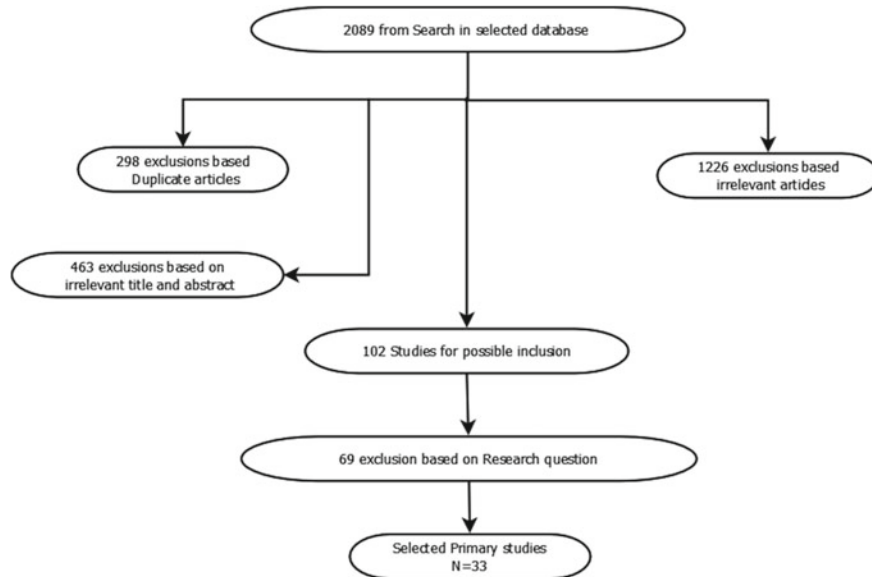 2089 from Search in selected database
298 exclusions based
Duplicate articles
1226 exclusions based
irrelevant articles
463 exclusions based on
irrelevant title and abstract
102 Studies for possible inclusion
69 exclusion based on Research question
Selected Primary studies
N=33